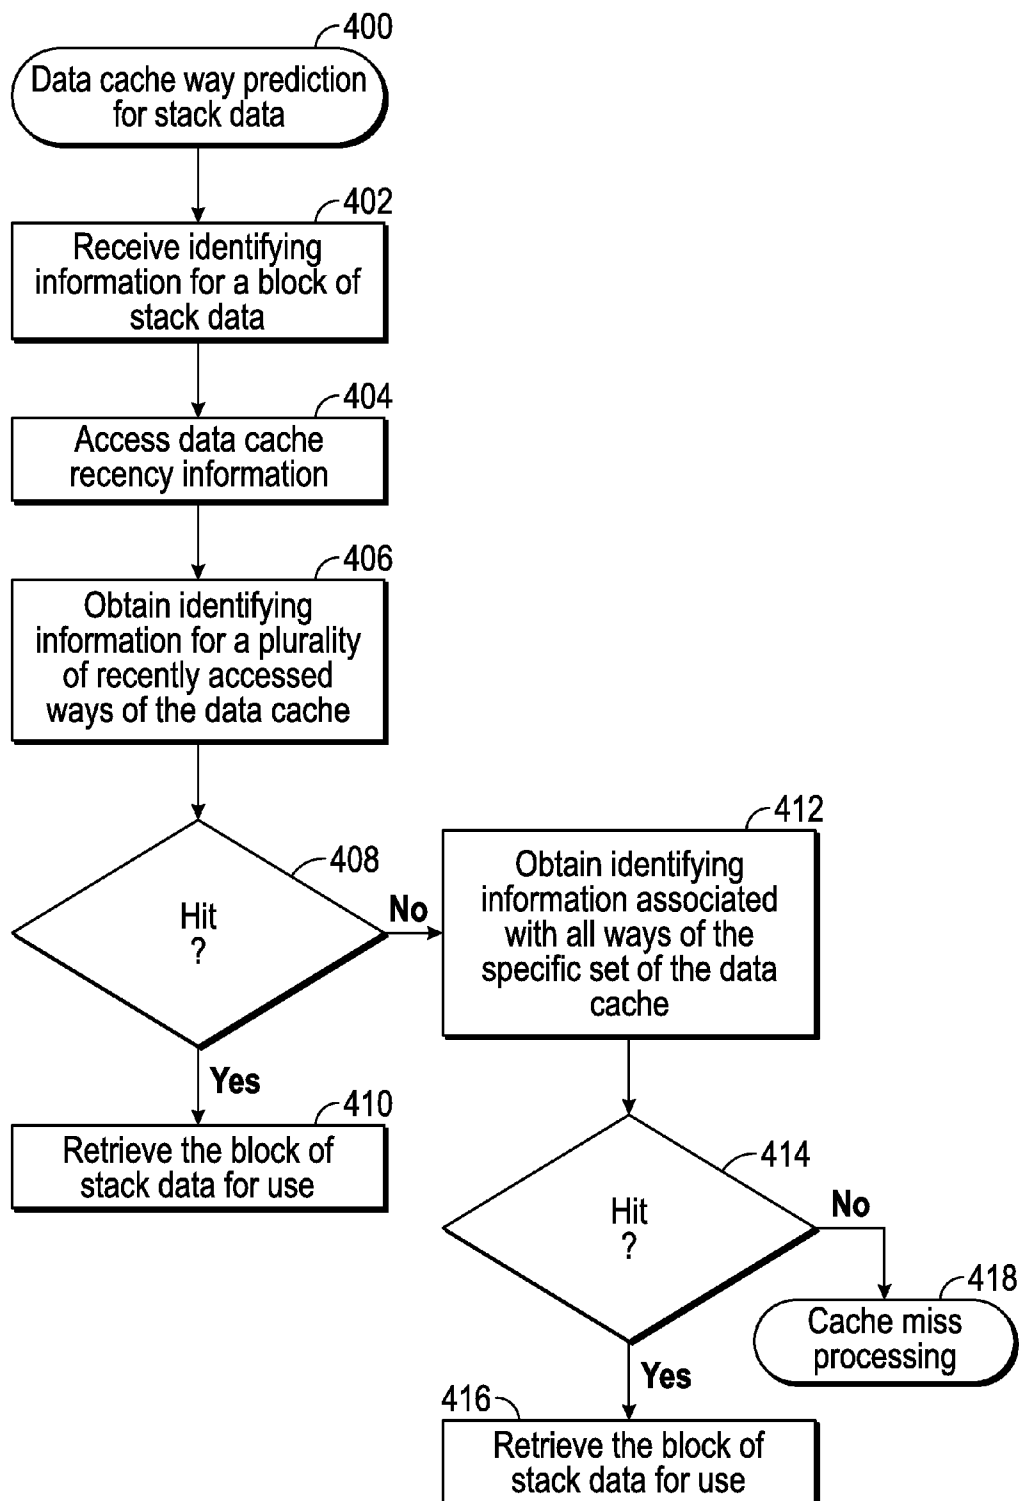 400
Data cache way prediction
for stack data
402
Receive identifying
information for a block of
stack data
404
Access data cache
recency information
406
Obtain identifying
information for a plurality
of recently accessed
ways of the data cache
408
Hit
?
No
Yes
410
Retrieve the block of
stack data for use
412
Obtain identifying
information associated
with all ways of the
specific set of the data
cache
414
Hit
?
No
418
Cache miss
processing
Yes
416
Retrieve the block of
stack data for use